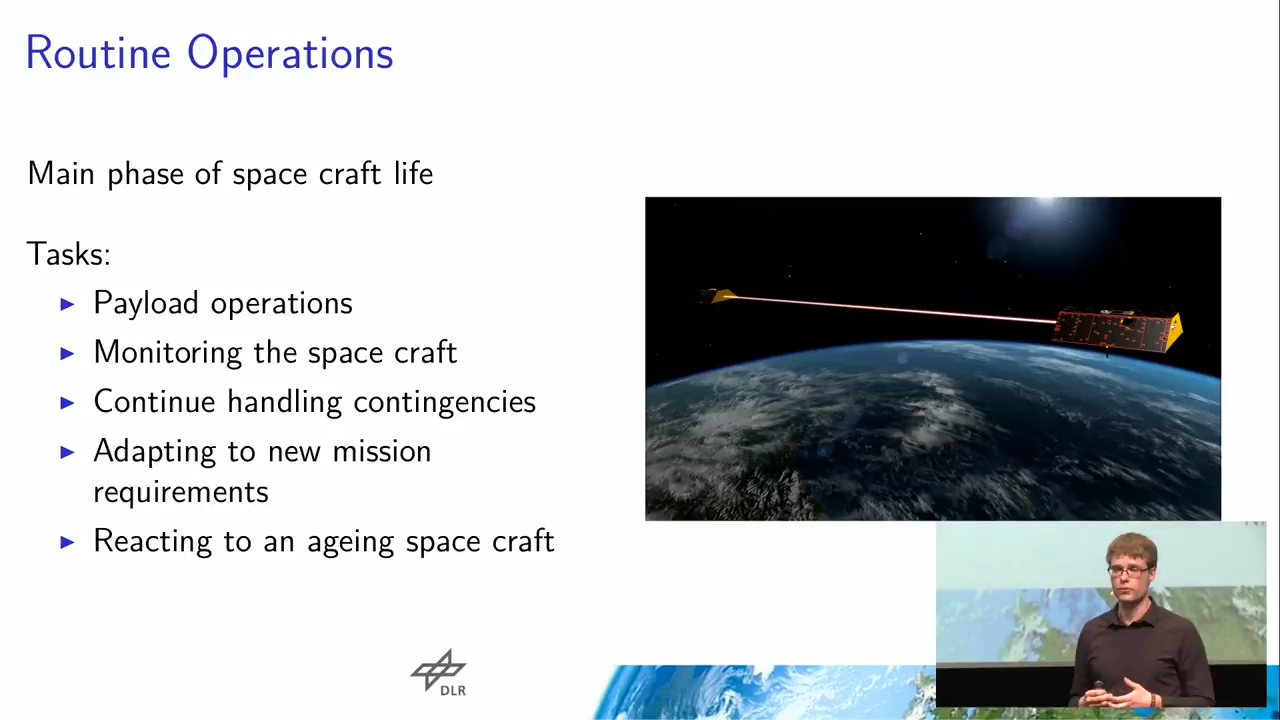 Routine Operations
Main phase of space craft life
Tasks:
Payload operations
Monitoring the space craft
Continue handling contingencies
Adapting to new mission
requirements
Reacting to an ageing space craft
DLR